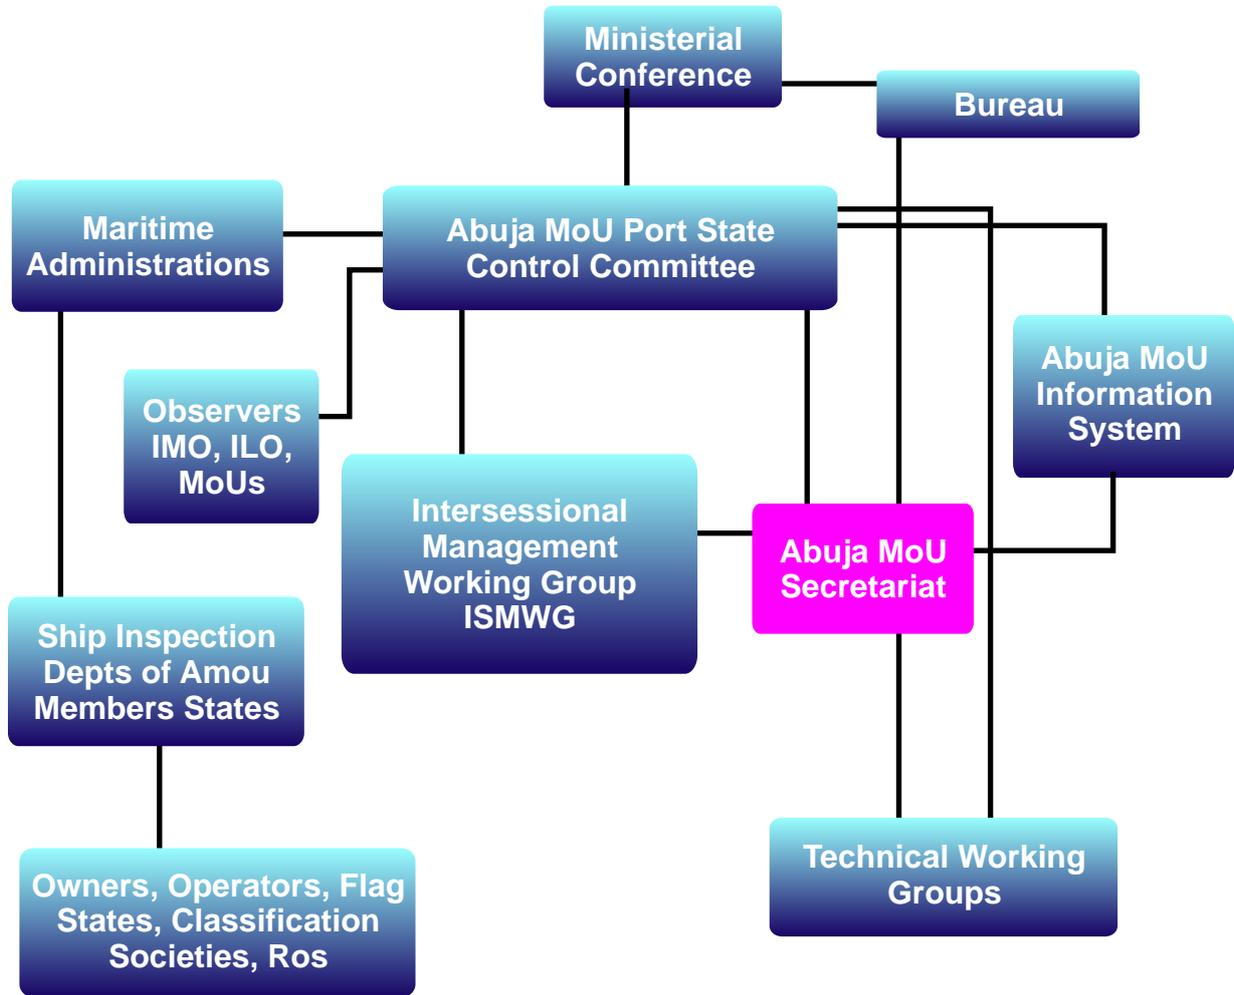 Ministerial
Conference
Bureau
Maritime
Administrations
Abuja MoU Port State
Control Committee
Abuja MoU
Information
System
Observers
IMO, ILO,
MoUs
Intersessional
Management
Working Group
ISMWG
Abuja MoU
Secretariat
Ship Inspection
Depts of Amou
Members States
Technical Working
Groups
Owners, Operators, Flag
States, Classification
Societies, Ros